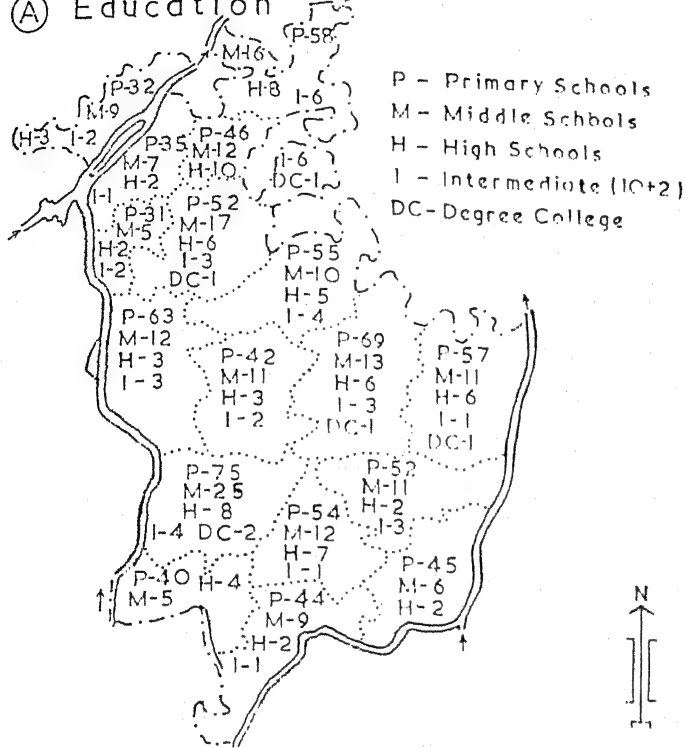 A Education
P-58
M-16
H-8
I-6
P-32
M-9
H-3 I-2
P-35
M-7
H-2
I-1
P-46
M-12
H-10
I-6
DC-1
P-31
M-5
H-2
I-2
P-52
M-17
H-6
I-3
DC-1
P-55
M-10
H-5
I-4
P-63
M-12
H-3
I-3
P-42
M-11
H-3
I-2
P-69
M-13
H-6
I-3
DC-1
P-57
M-11
H-6
I-1
DC-1
P-75
M-25
H-8
I-4 DC-2
P-54
M-12
H-7
I-1
P-52
M-11
H-2
I-3
P-40 H-4
M-5
P-44
M-9
H-2
I-1
P-45
M-6
H-2
P - Primary Schools
M - Middle Schools
H - High Schools
I - Intermediate (10+2)
DC-Degree College
N